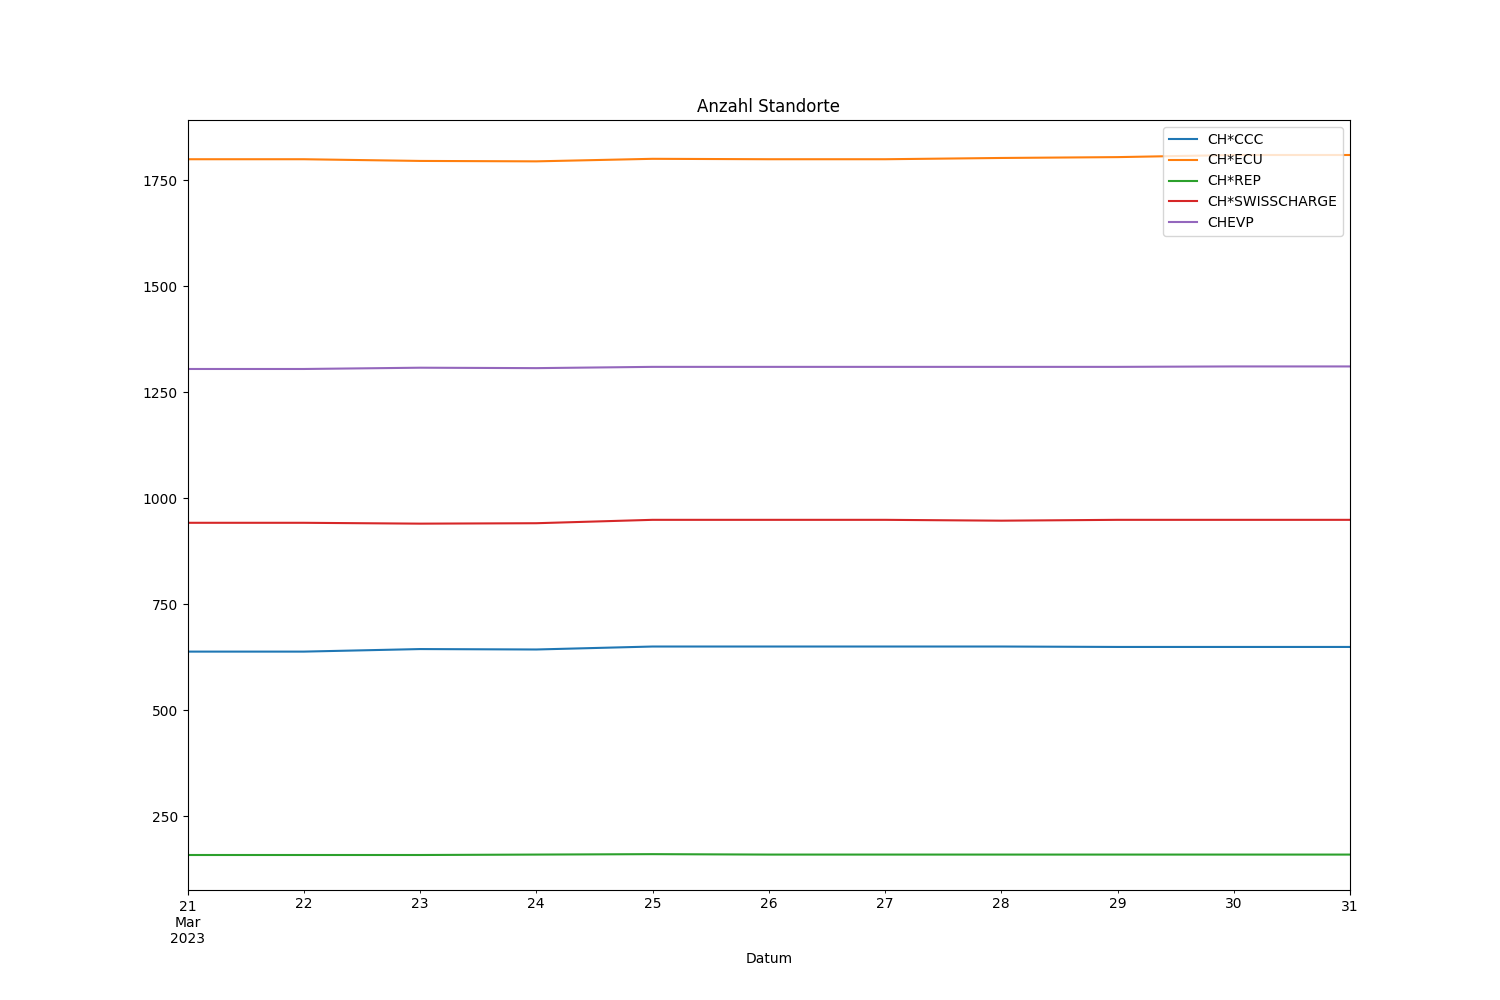 Anzahl Standorte
CH*CCC
CH*ECU
CH*REP
CH*SWISSCHARGE
CHEVP
1750
1500
1250
1000
750
500
250
21 22 23 24 25 26 27 28 29 30 31
Mar
2023
Datum